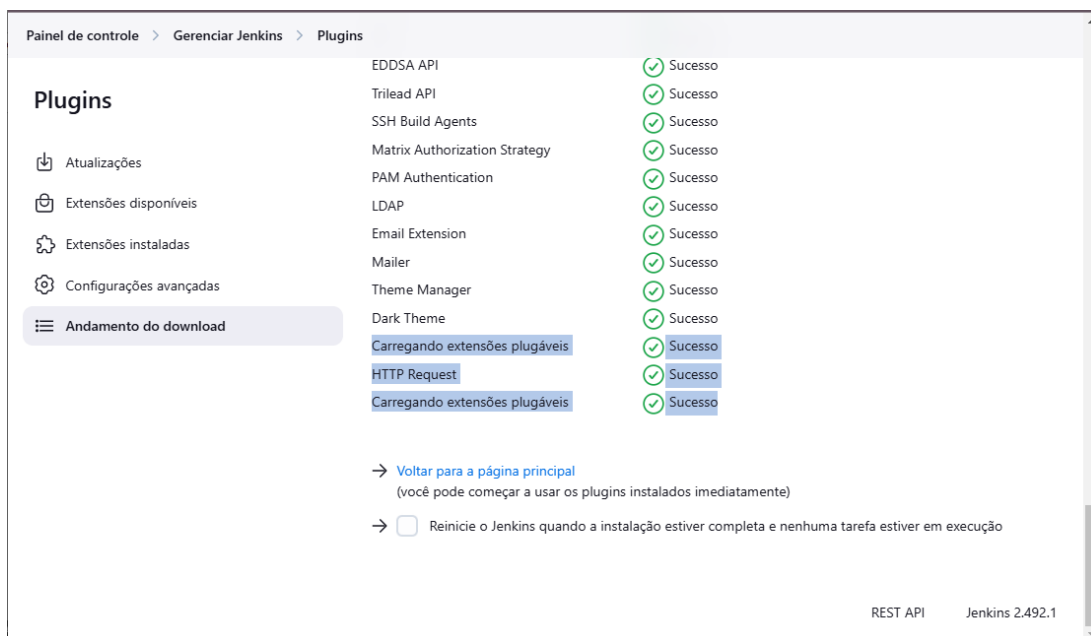 Painel de controle > Gerenciar Jenkins > Plugins
Plugins
Atualizações
Extensões disponíveis
Extensões instaladas
Configurações avançadas
Andamento do download
EDDSA API Sucesso
Trilead API Sucesso
SSH Build Agents Sucesso
Matrix Authorization Strategy Sucesso
PAM Authentication Sucesso
LDAP Sucesso
Email Extension Sucesso
Mailer Sucesso
Theme Manager Sucesso
Dark Theme Sucesso
Carregando extensões plugáveis Sucesso
HTTP Request Sucesso
Carregando extensões plugáveis Sucesso
Voltar para a página principal
(você pode começar a usar os plugins instalados imediatamente)
Reinicie o Jenkins quando a instalação estiver completa e nenhuma tarefa estiver em execução
REST API Jenkins 2.492.1